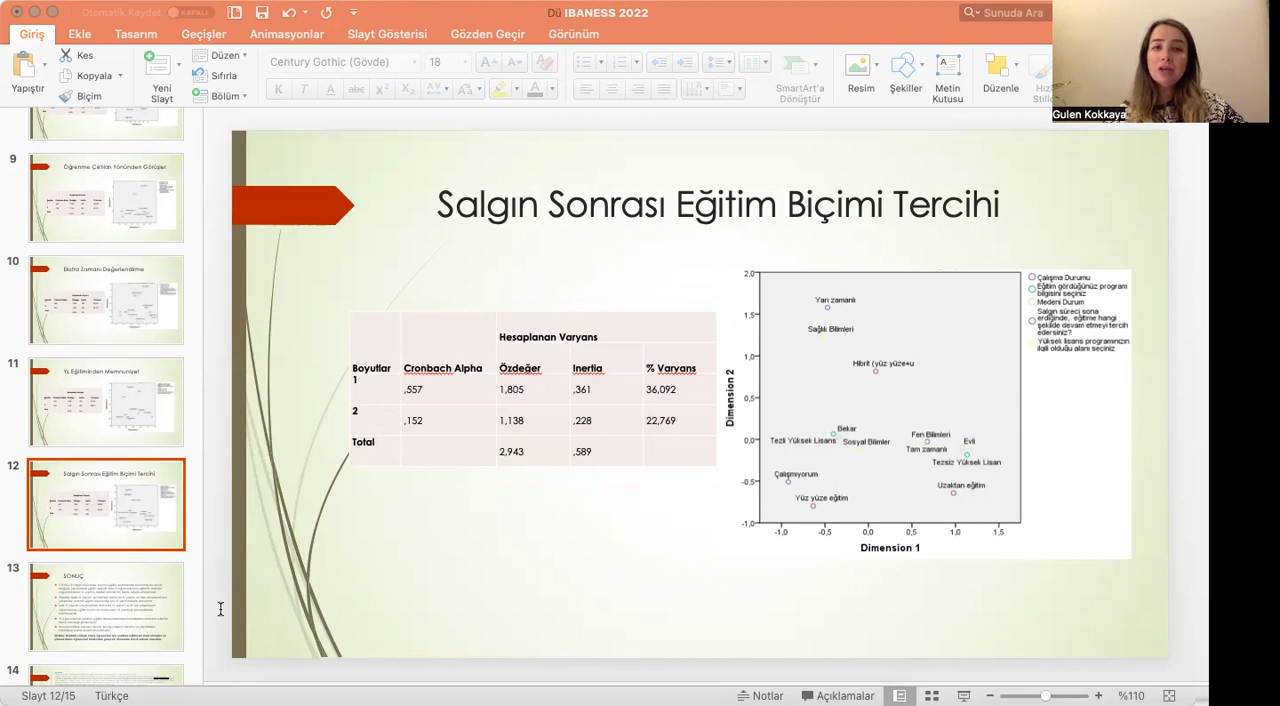 Otomatik Kaydet KAPALI
Dü IBANESS 2022
Sunuda Ara
Giriş Ekle Tasarım Geçişler Animasyonlar Slayt Gösterisi Gözden Geçir Görünüm
Yapıştır
Kes
Kopyala
Biçim
Yeni
Slayt
Düzen
Sıfırla
Bölüm
Century Gothic (Gövde) 18
SmartArt'a
Dönüştür
Resim
Şekiller
Metin
Kutusu
Düzenle
Gulen Kokkaya
9
Öğrenme Çıktıları Yönünden Görüşler
10
Ekstra Zamanı Değerlendirme
11
YL Eğitiminden Memnuniyet
12
Salgın Sonrası Eğitim Biçimi Tercihi
13
SONUÇ
14
Salgın Sonrası Eğitim Biçimi Tercihi
Hesaplanan Varyans
Boyutlar Cronbach Alpha Özdeğer Inertia % Varyans
1 ,557 1,805 ,361 36,092
2 ,152 1,138 ,228 22,769
Total 2,943 ,589
2,0
1,5
1,0
0,5
0,0
-0,5
-1,0
Dimension 2
-1,0 -0,5 0,0 0,5 1,0 1,5
Dimension 1
Yarı zamanlı
Sağlık Bilimleri
Hibrit (yüz yüze+u
Bekar
Tezli Yüksek Lisans
Sosyal Bilimler
Fen Bilimleri
Tam zamanlı
Evli
Tezsiz Yüksek Lisan
Çalışmıyorum
Yüz yüze eğitim
Uzaktan eğitim
Çalışma Durumu
Eğitim gördüğünüz program
bilgisini seçiniz
Medeni Durum
Salgın süreci sona
erdiğinde, eğitime hangi
şekilde devam etmeyi tercih
edersiniz?
Yüksek lisans programınızın
ilgili olduğu alanı seçiniz
Slayt 12/15 Türkçe
Notlar Açıklamalar %110